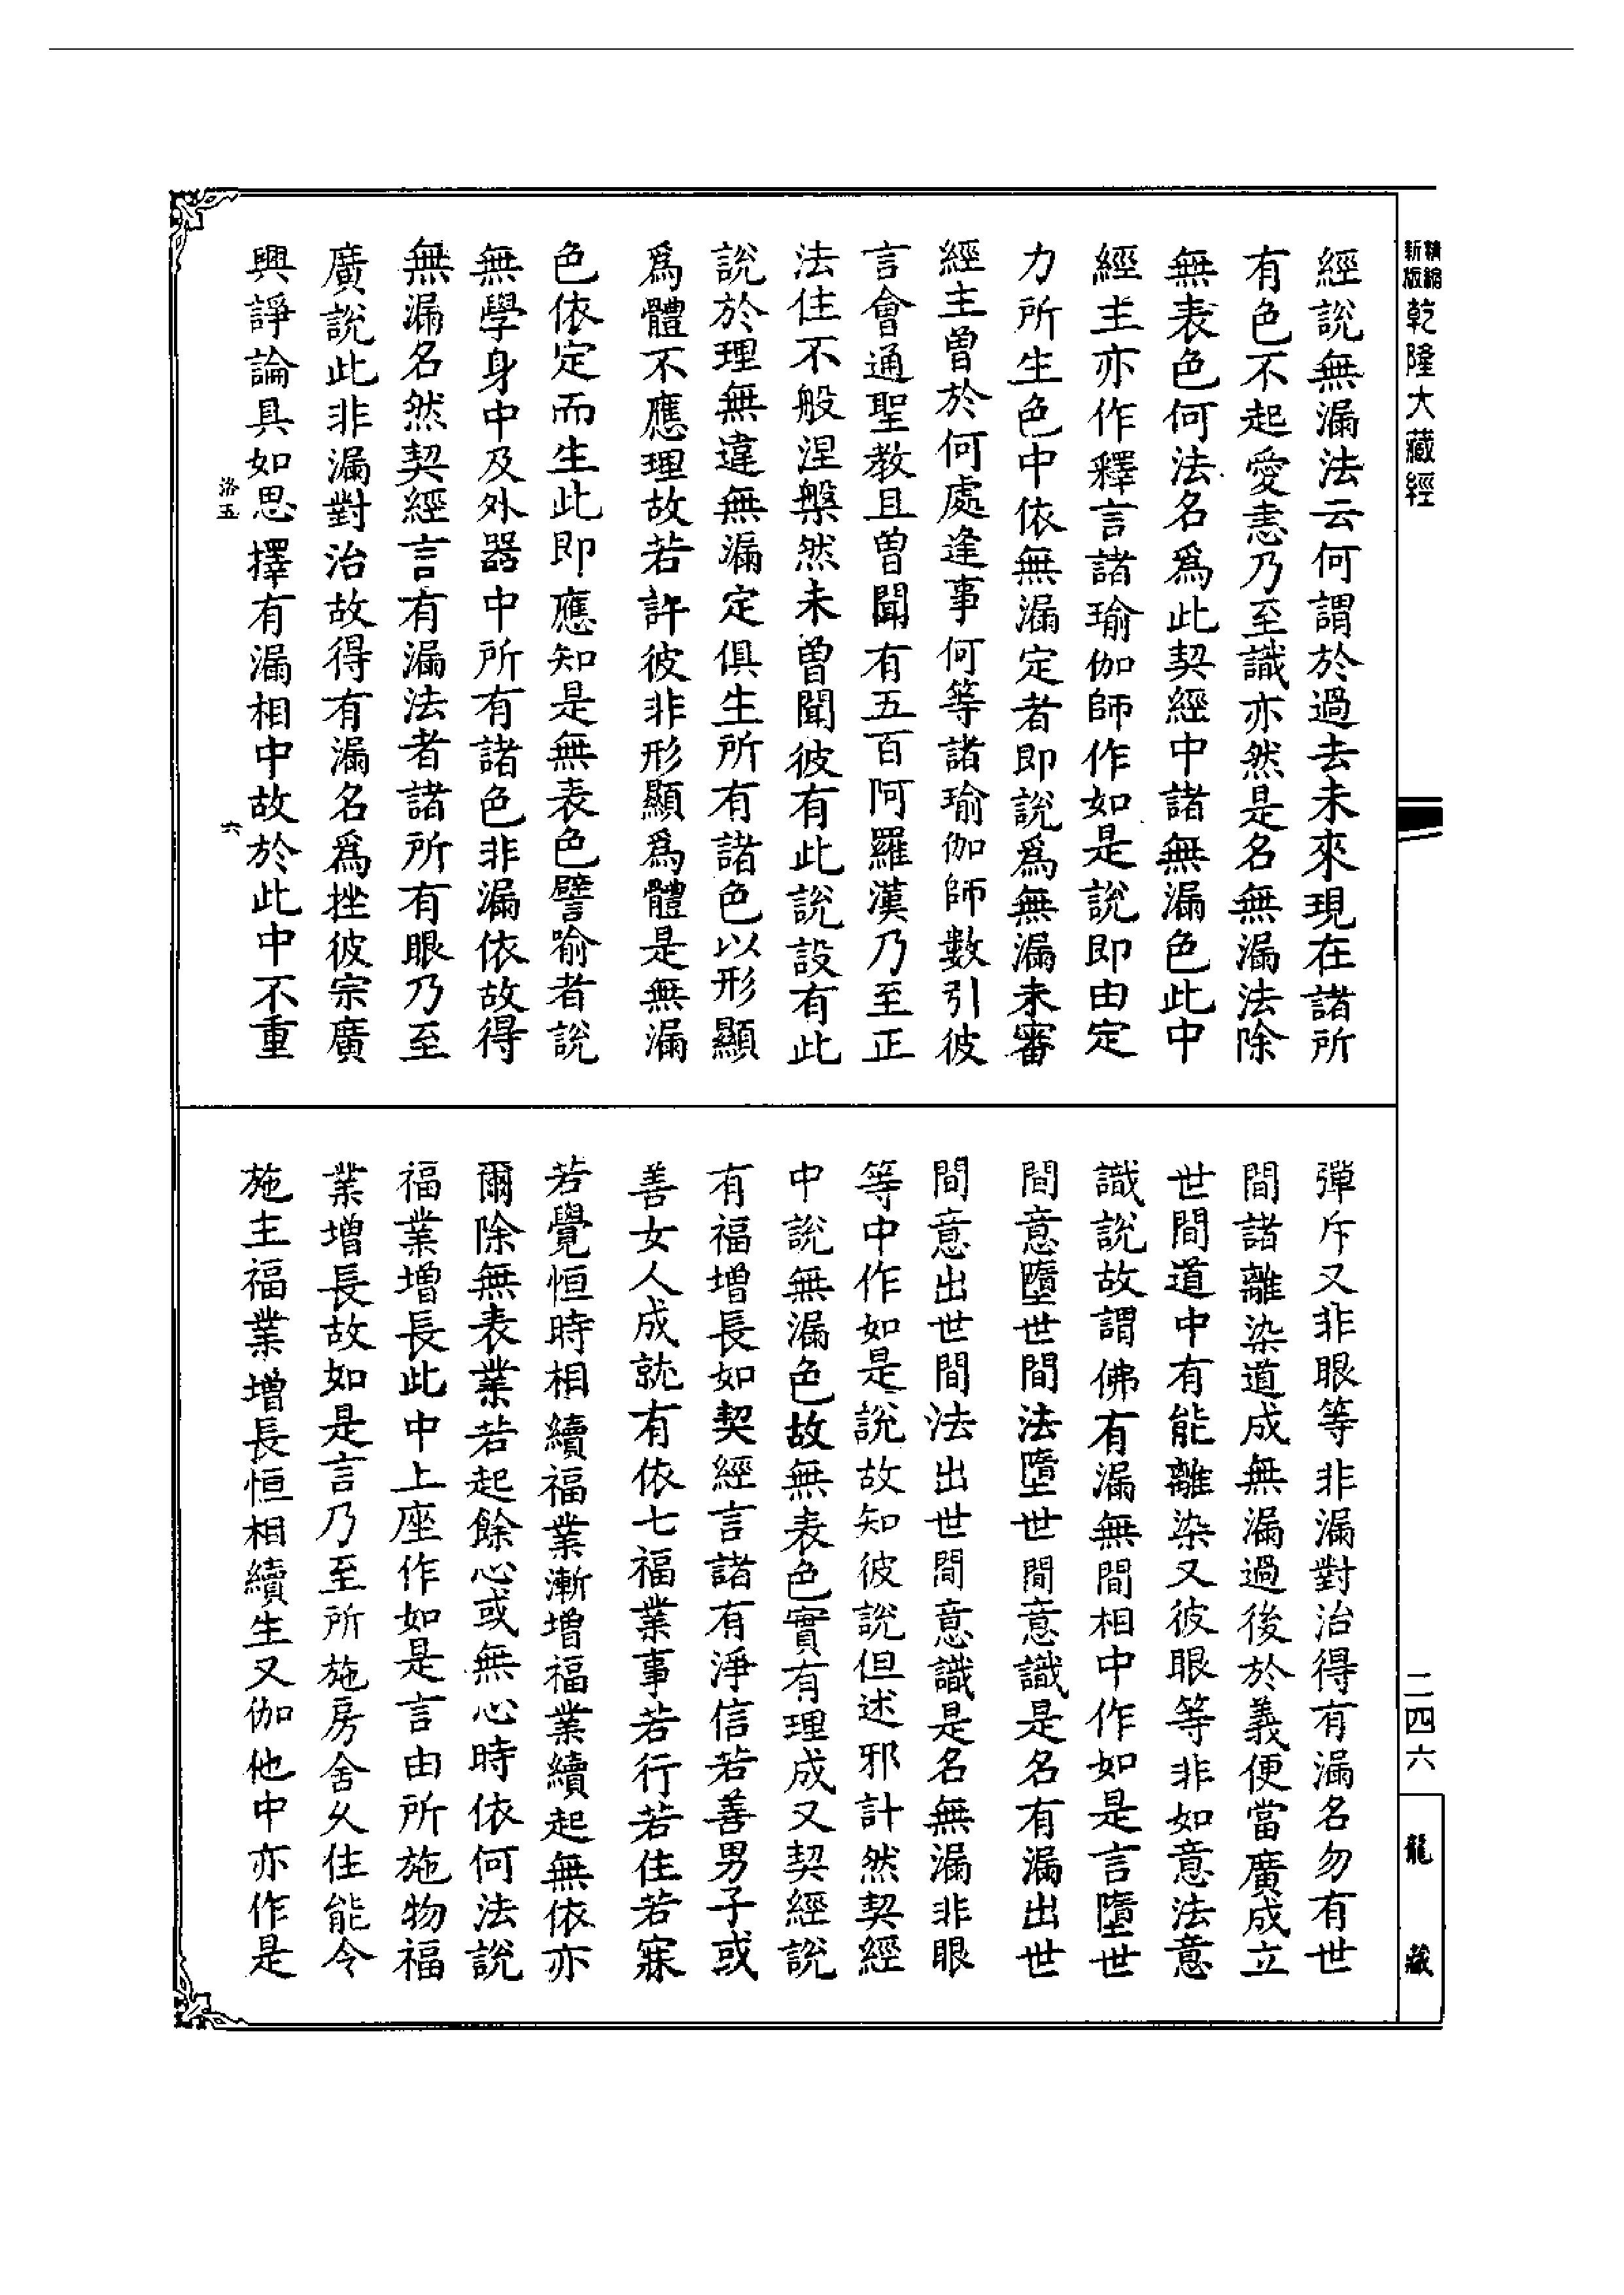 精縮新版乾隆大藏經
經說無漏法云何謂於過去未來現在諸所
有色不起愛恚乃至識亦然是名無漏法除
無表色何法名爲此契經中諸無漏色此中
經主亦作釋言諸瑜伽師作如是說即由定
力所生色中依無漏定者即說爲無漏未審
經主曾於何處逢事何等諸瑜伽師數引彼
言會通聖教且曾聞有五百阿羅漢乃至正
法住不般涅槃然未曾聞彼有此說設有此
說於理無違無漏定俱生所有諸色以形顯
爲體不應理故若許彼非形顯爲體是無漏
色依定而生此即應知是無表色譬喻者說
無學身中及外器中所有諸色非漏依故得
無漏名然契經言有漏法者諸所有眼乃至
廣說此非漏對治故得有漏名爲挫彼宗廣
興諍論具如思擇有漏相中故於此中不重
洛五
六
彈斥又非眼等非漏對治得有漏名勿有世
間諸離染道成無漏過後於義便當廣成立
世間道中有能離染又彼眼等非如意法意
識說故謂佛有漏無間相中作如是言墮世
間意墮世間法墮世間意識是名有漏出世
間意出世間法出世間意識是名無漏非眼
等中作如是說故知彼說但述邪計然契經
中說無漏色故無表色實有理成又契經說
有福增長如契經言諸有淨信若善男子或
善女人成就有依七福業事若行若住若寐
若覺恒時相續福業漸增福業續起無依亦
爾除無表業若起餘心或無心時依何法說
福業增長此中上座作如是言由所施物福
業增長故如是言乃至所施房舍久住能令
施主福業增長恒相續生又伽他中亦作是
二四六
龍藏